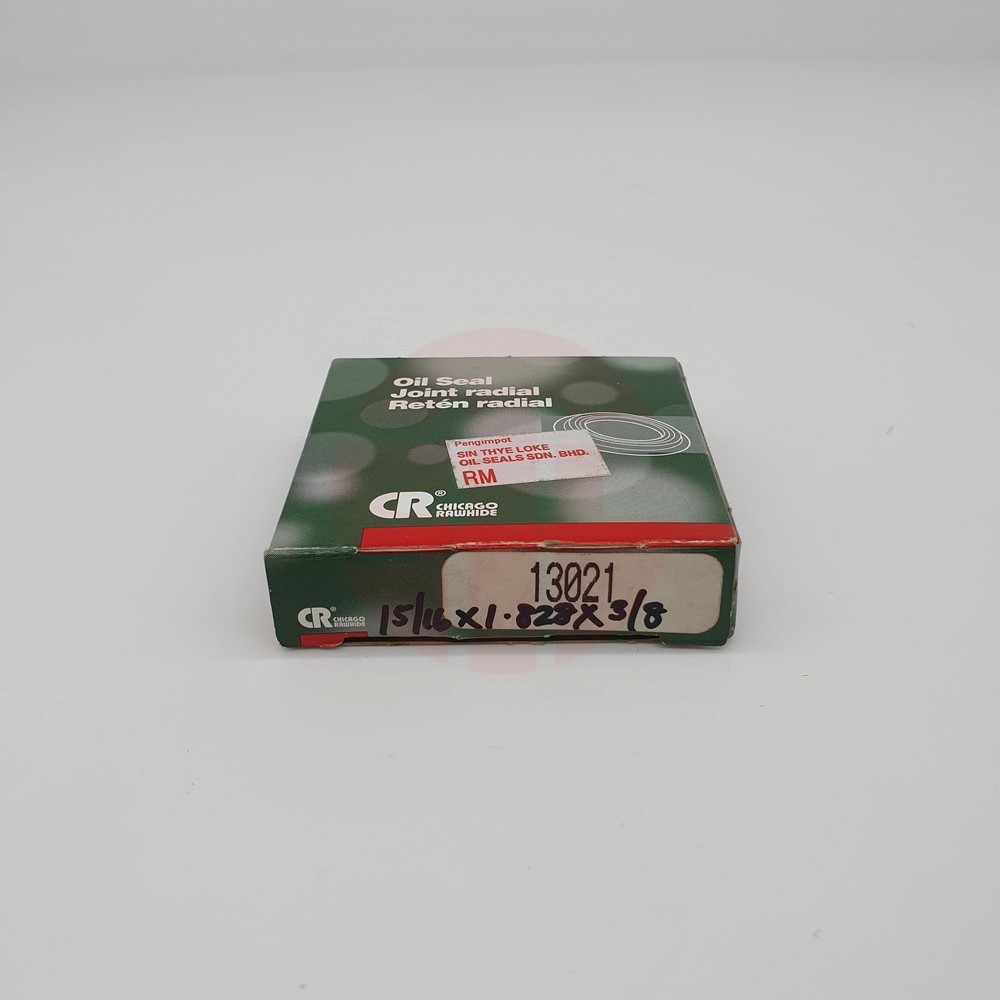 Oil Seal
Joint radial
Retén radial
Pengimpot
SIN THYE LOKE
OIL SEALS SDN. BHD.
RM
CR® CHICAGO
RAWHIDE
13021
CR® CHICAGO
RAWHIDE
15/16 X 1.828 X 3/8